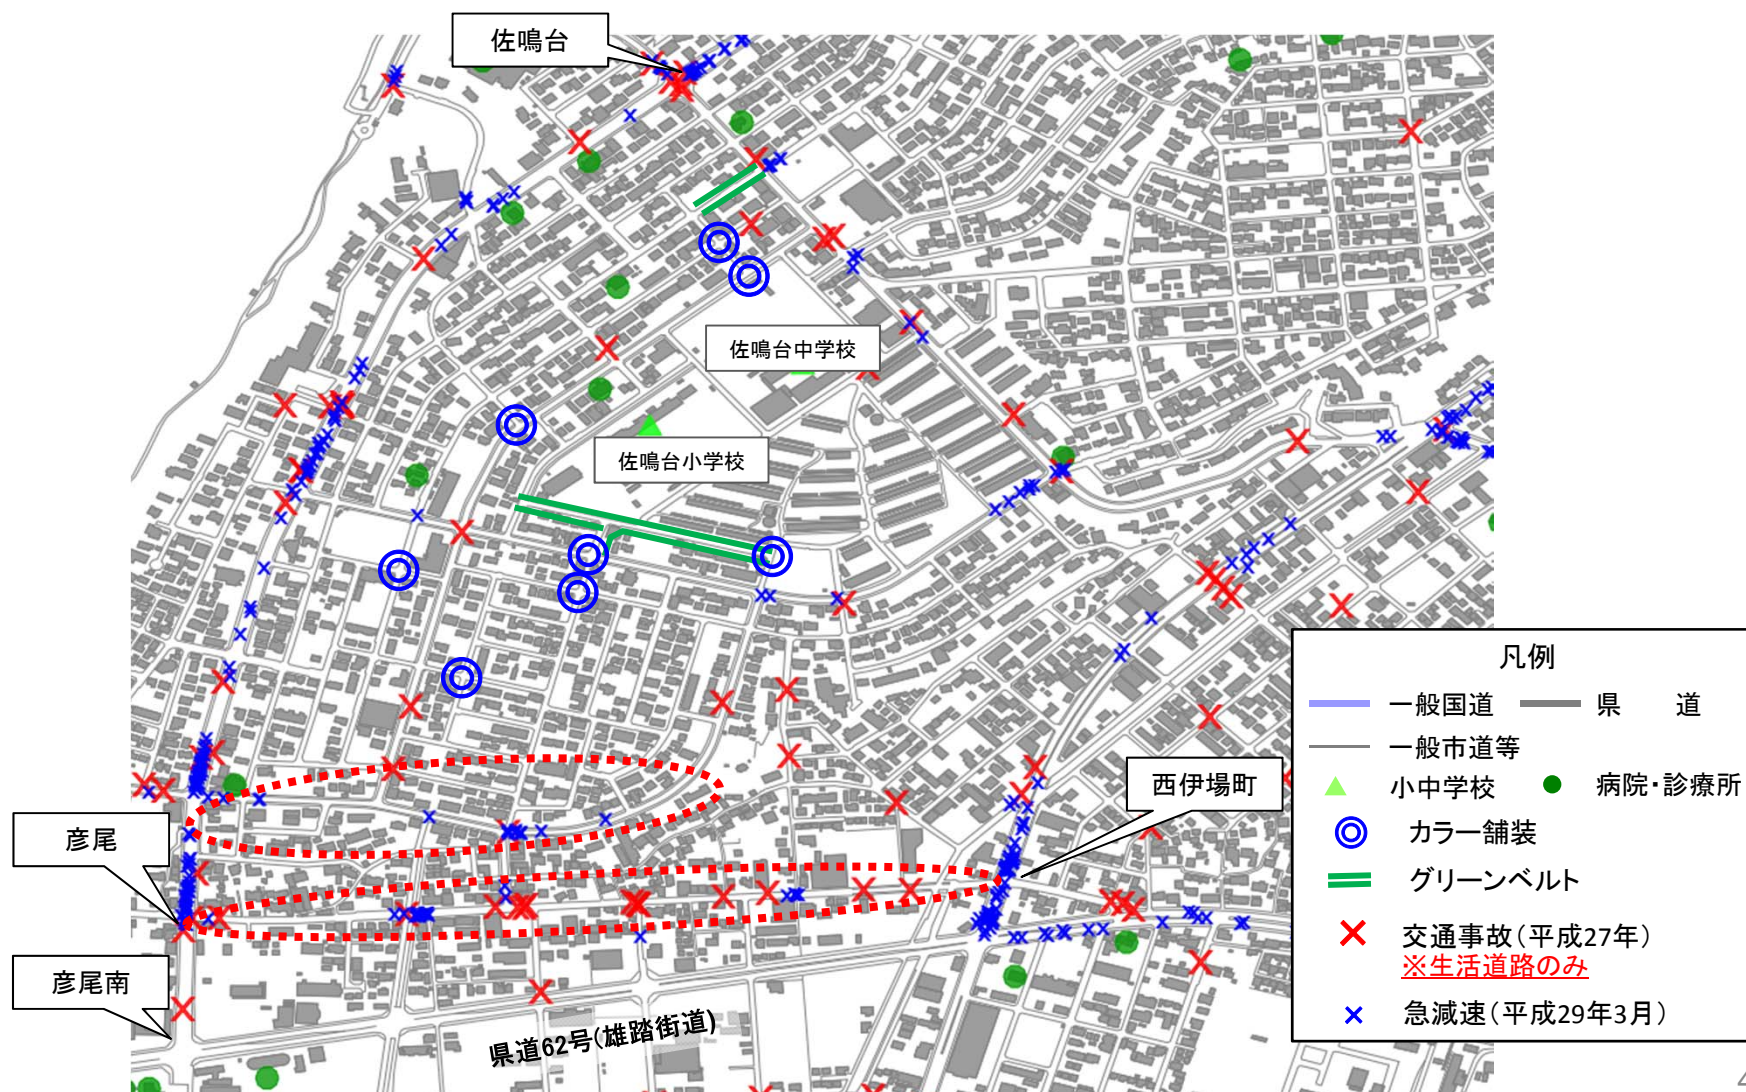 佐鳴台
佐鳴台中学校
佐鳴台小学校
西伊場町
彦尾
彦尾南
県道62号(雄踏街道)
凡例
一般国道 県　道
一般市道等
小中学校 病院・診療所
カラー舗装
グリーンベルト
交通事故（平成27年）
※生活道路のみ
急減速（平成29年3月）